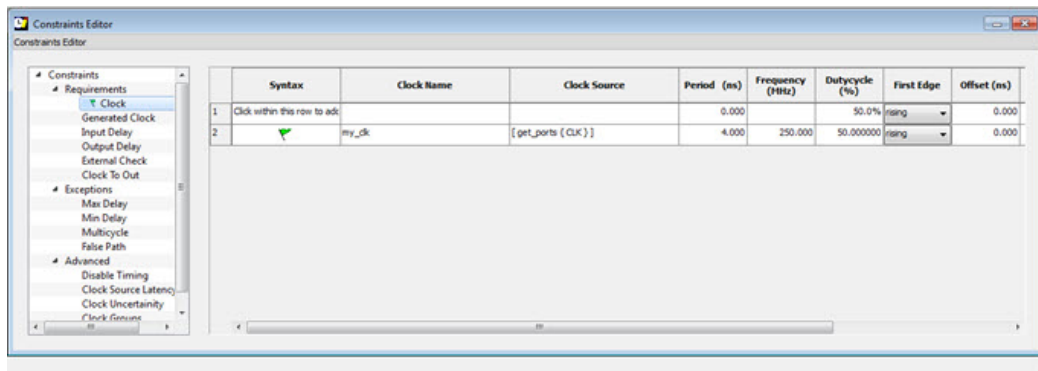 Constraints Editor
Constraints Editor
Constraints
Requirements
Clock
Generated Clock
Input Delay
Output Delay
External Check
Clock To Out
Exceptions
Max Delay
Min Delay
Multicycle
False Path
Advanced
Disable Timing
Clock Source Latency
Clock Uncertainity
Clock Groups
Syntax Clock Name Clock Source Period (ns) Frequency (MHz) Dutycycle (%) First Edge Offset (ns)
1 Click within this row to add 0.000 50.0% rising 0.000
2 my_clk [ get_ports { CLK } ] 4.000 250.000 50.000000 rising 0.000